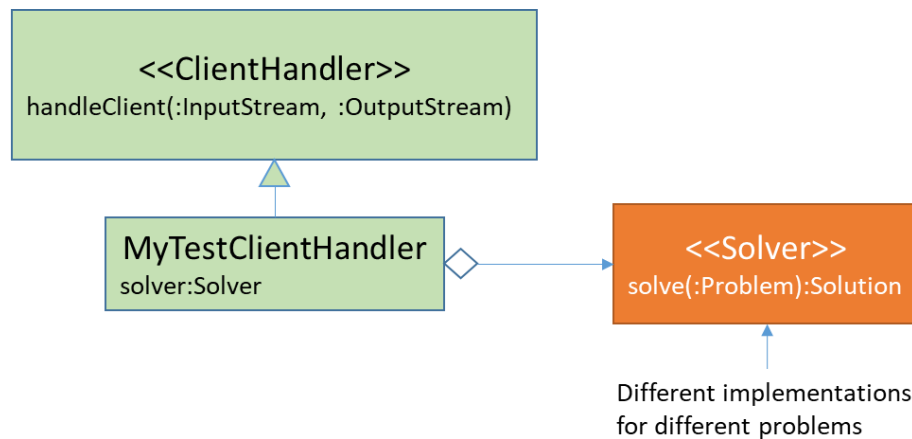 <<ClientHandler>>
handleClient(:InputStream, :OutputStream)
MyTestClientHandler
solver:Solver
<<Solver>>
solve(:Problem):Solution
Different implementations
for different problems